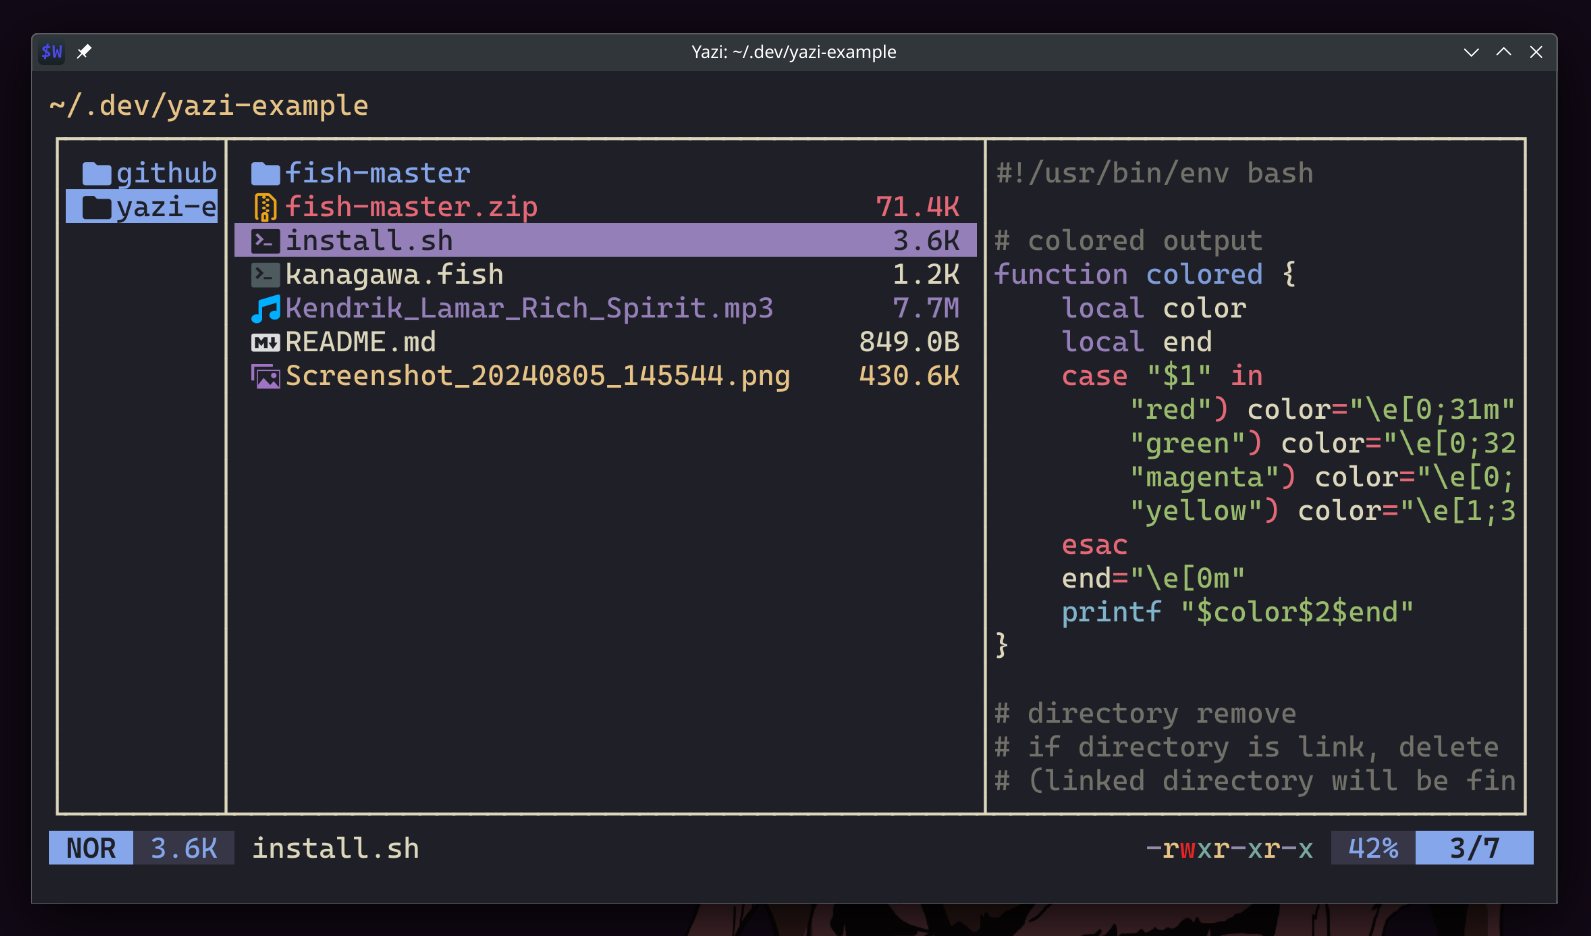 $W
Yazi: ~/.dev/yazi-example
~/.dev/yazi-example
github
yazi-e
fish-master
fish-master.zip 71.4K
install.sh 3.6K
kanagawa.fish 1.2K
Kendrik_Lamar_Rich_Spirit.mp3 7.7M
README.md 849.0B
Screenshot_20240805_145544.png 430.6K
#!/usr/bin/env bash
# colored output
function colored {
    local color
    local end
    case "$1" in
        "red") color="\e[0;31m"
        "green") color="\e[0;32
        "magenta") color="\e[0;
        "yellow") color="\e[1;3
    esac
    end="\e[0m"
    printf "$color$2$end"
}
# directory remove
# if directory is link, delete
# (linked directory will be fin
NOR 3.6K install.sh -rwxr-xr-x 42% 3/7